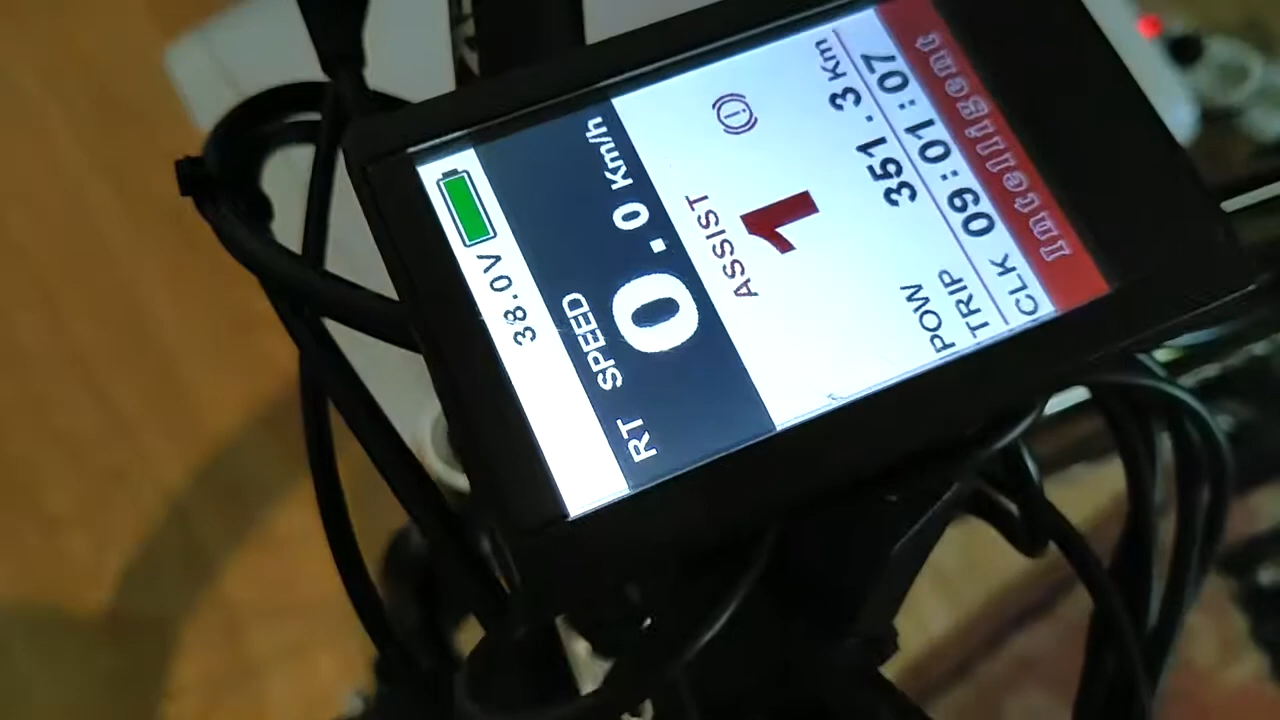 38.0V
RT SPEED
0.0 Km/h
ASSIST
1
POW
TRIP 351.3 Km
CLK 09:01:07
Intelligent